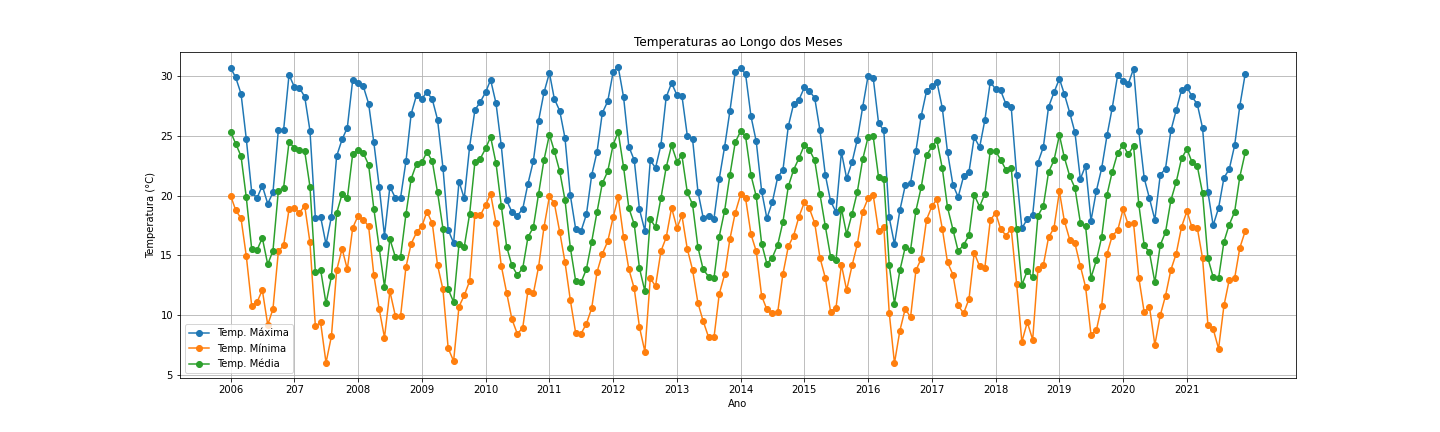 Temperaturas ao Longo dos Meses
Temperatura (°C)
30
25
20
15
10
5
Temp. Máxima
Temp. Mínima
Temp. Média
2006 2007 2008 2009 2010 2011 2012 2013 2014 2015 2016 2017 2018 2019 2020 2021
Ano